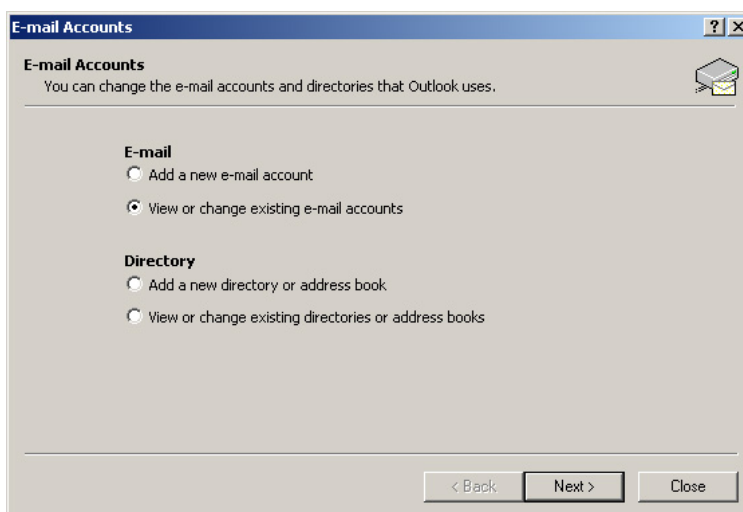 E-mail Accounts
E-mail Accounts
You can change the e-mail accounts and directories that Outlook uses.
E-mail
Add a new e-mail account
View or change existing e-mail accounts
Directory
Add a new directory or address book
View or change existing directories or address books
< Back Next > Close